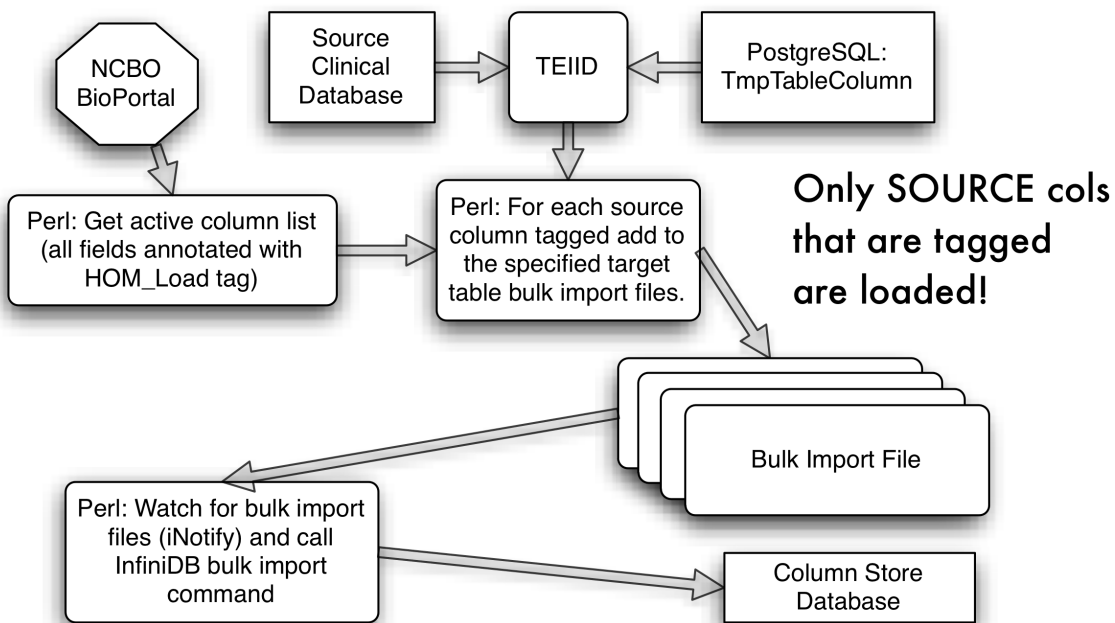 NCBO
BioPortal
Source
Clinical
Database
TEIID
PostgreSQL:
TmpTableColumn
Perl: Get active column list
(all fields annotated with
HOM_Load tag)
Perl: For each source
column tagged add to
the specified target
table bulk import files.
Only SOURCE cols
that are tagged
are loaded!
Bulk Import File
Perl: Watch for bulk import
files (iNotify) and call
InfiniDB bulk import
command
Column Store
Database